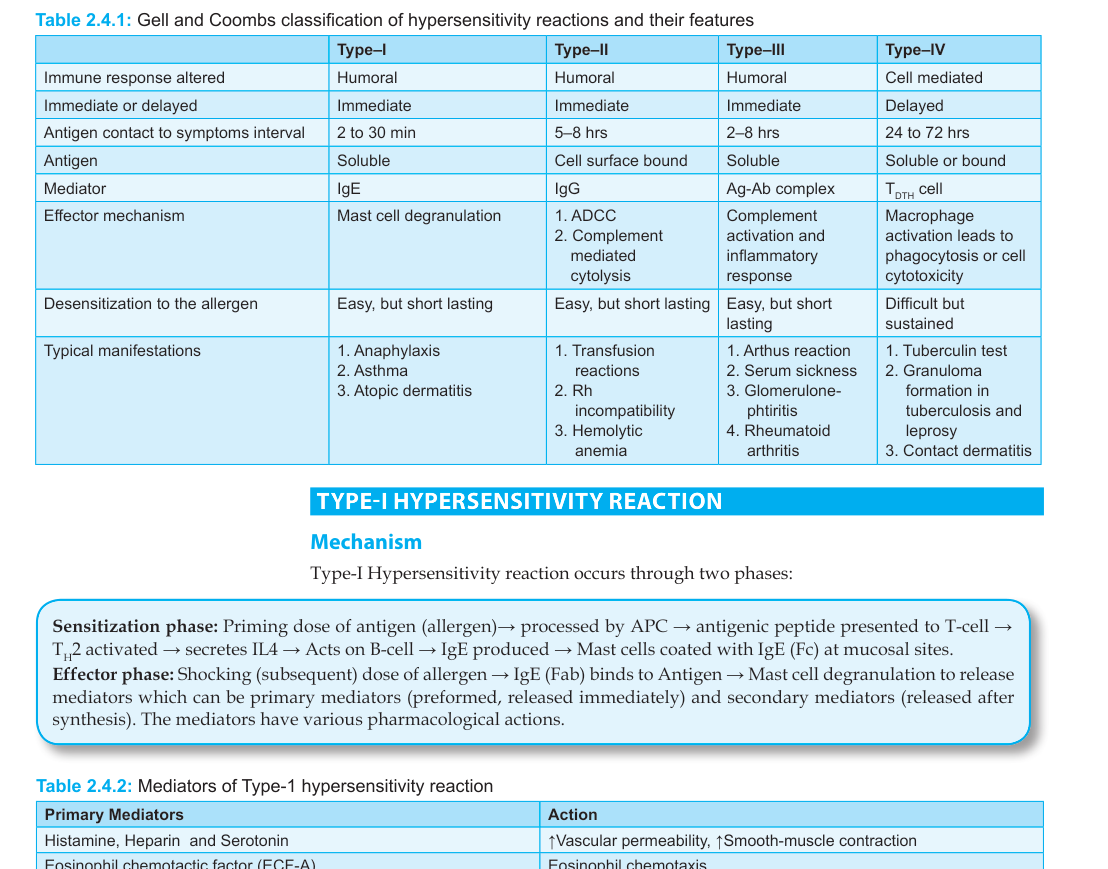 Table 2.4.1: Gell and Coombs classification of hypersensitivity reactions and their features
Type–I Type–II Type–III Type–IV
Immune response altered Humoral Humoral Humoral Cell mediated
Immediate or delayed Immediate Immediate Immediate Delayed
Antigen contact to symptoms interval 2 to 30 min 5–8 hrs 2–8 hrs 24 to 72 hrs
Antigen Soluble Cell surface bound Soluble Soluble or bound
Mediator IgE IgG Ag-Ab complex TDTH cell
Effector mechanism Mast cell degranulation 1. ADCC Complement Macrophage
2. Complement activation and activation leads to
mediated inflammatory phagocytosis or cell
cytolysis response cytotoxicity
Desensitization to the allergen Easy, but short lasting Easy, but short lasting Easy, but short Difficult but
lasting sustained
Typical manifestations 1. Anaphylaxis 1. Transfusion 1. Arthus reaction 1. Tuberculin test
2. Asthma reactions 2. Serum sickness 2. Granuloma
3. Atopic dermatitis 2. Rh 3. Glomerulone- formation in
incompatibility phtiritis tuberculosis and
3. Hemolytic 4. Rheumatoid leprosy
anemia arthritis 3. Contact dermatitis
TYPE-I HYPERSENSITIVITY REACTION
Mechanism
Type-I Hypersensitivity reaction occurs through two phases:
Sensitization phase: Priming dose of antigen (allergen)→ processed by APC → antigenic peptide presented to T-cell →
TH2 activated → secretes IL4 → Acts on B-cell → IgE produced → Mast cells coated with IgE (Fc) at mucosal sites.
Effector phase: Shocking (subsequent) dose of allergen → IgE (Fab) binds to Antigen → Mast cell degranulation to release
mediators which can be primary mediators (preformed, released immediately) and secondary mediators (released after
synthesis). The mediators have various pharmacological actions.
Table 2.4.2: Mediators of Type-1 hypersensitivity reaction
Primary Mediators Action
Histamine, Heparin and Serotonin ↑Vascular permeability, ↑Smooth-muscle contraction
Eosinophil chemotactic factor (ECF-A) Eosinophil chemotaxis